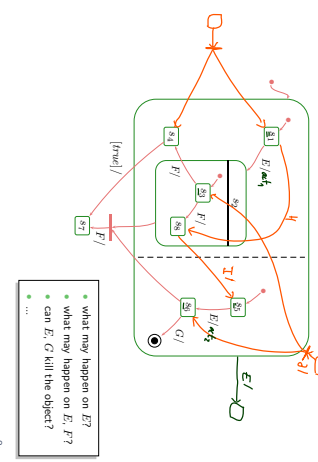 E/
s1
E/act₁
H
s2
s5
I/
s3
F/
E/act₂
s6
s4
F/
s8
G/
[true]/
F/
s7
• what may happen on E?
• what may happen on E, F?
• can E, G kill the object?
• ...